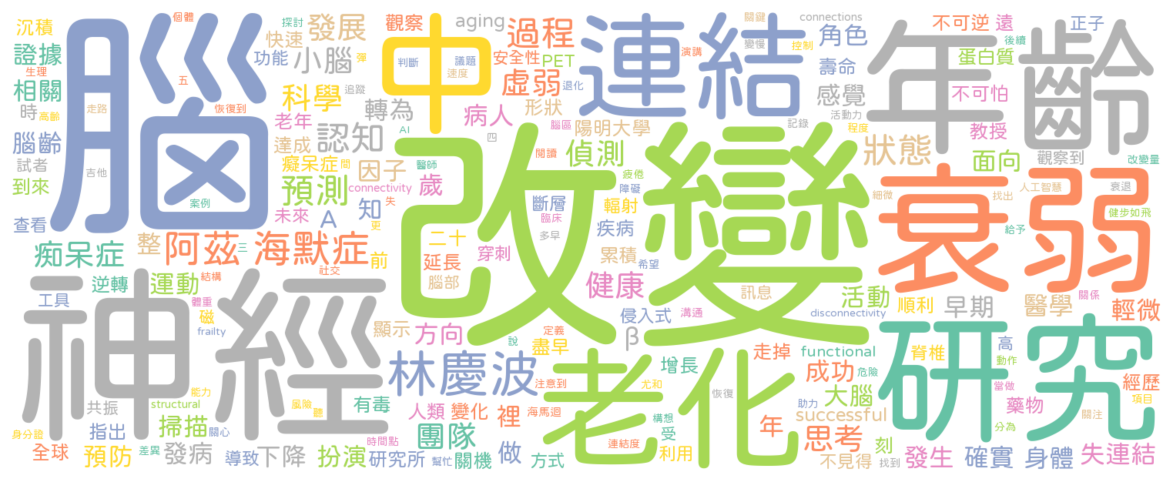 腦
改變
年齡
神經
中
連結
衰弱
研究
老化
林慶波
阿茲海默症
過程
科學
認知
小腦
發展
虛弱
轉為
病人
形狀
陽明大學
偵測
感覺
角色
狀態
壽命
蛋白質
不可逆
遠
正子
後續
不可怕
教授
面向
觀察到
改變量
人工智慧
衰退
找出
細微
健步如飛
給予
沉積
個體
探討
觀察
aging
connections
關鍵
變慢
控制
證據
快速
功能
安全性
PET
演講
生理
五
彈
判斷
議題
速度
退化
相關
追蹤
時
高齡
走路
恢復到
老年
AI
四
腦區
記錄
活動力
程度
腦齡
達成
試者
吉他
癡呆症
聞
醫師
閱讀
疲倦
到來
預測
因子
connectivity
歲
斷層
輻射
障礙
案例
未來
A
知
失
更
臨床
查看
二十
穿刺
多早
疾病
痴呆症
整
三
前
延長
累積
希望
社交
逆轉
運動
結構
腦部
健康
訊息
活動
順利
早期
醫學
關係
輕微
工具
體重
磁
frailty
顯示
方向
定義
盡早
說
侵入式
溝通
β
disconnectivity
脊椎
高
動作
走掉
functional
成功
危險
增長
大腦
當做
經歷
項目
能力
structural
共振
風險
聽
有毒
注意到
尤和
恢復
構想
助力
successful
藥物
關注
人類
變化
裡
海馬迴
年
分為
身分證
指出
掃描
關心
團隊
時間點
連結度
受
思考
刻
全球
預防
差異
發病
導致
下降
扮演
研究所
幫忙
關機
做
方式
利用
不見得
找到
發生
確實
身體
失連結